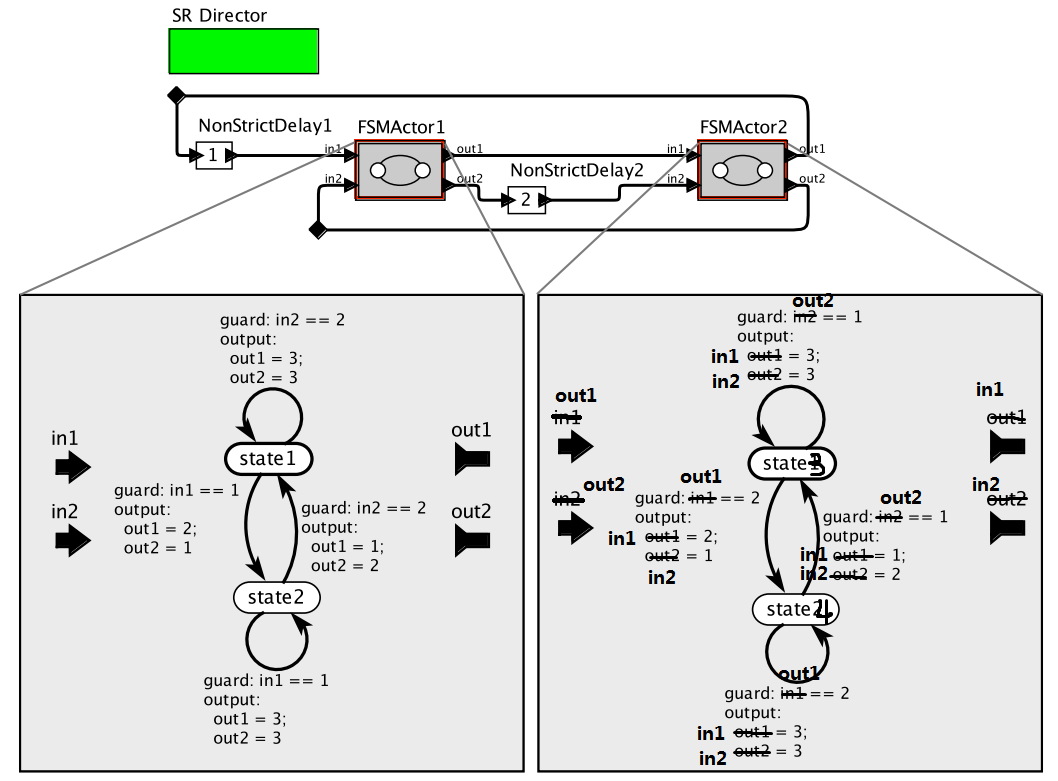 SR Director
NonStrictDelay1
FSMActor1
FSMActor2
in1
1
out1
in1
out1
NonStrictDelay2
in2
out2
2
in2
out2
guard: in2 == 2
output:
out1 = 3;
out2 = 3
in1
in2
state1
out1
out2
guard: in1 == 1
output:
out1 = 2;
out2 = 1
guard: in2 == 2
output:
out1 = 1;
out2 = 2
state2
guard: in1 == 1
output:
out1 = 3;
out2 = 3
out2
guard: in2 == 1
output:
in1 out1 = 3;
in2 out2 = 3
out1
in1
in1
out1
state3
out1
in2 out2
guard: in1 == 2
output:
in1 out1 = 2;
out2 = 1
in2
in2
out2
out2
guard: in2 == 1
output:
in1 out1 = 1;
in2 out2 = 2
state4
out1
guard: in1 == 2
output:
in1 out1 = 3;
in2 out2 = 3